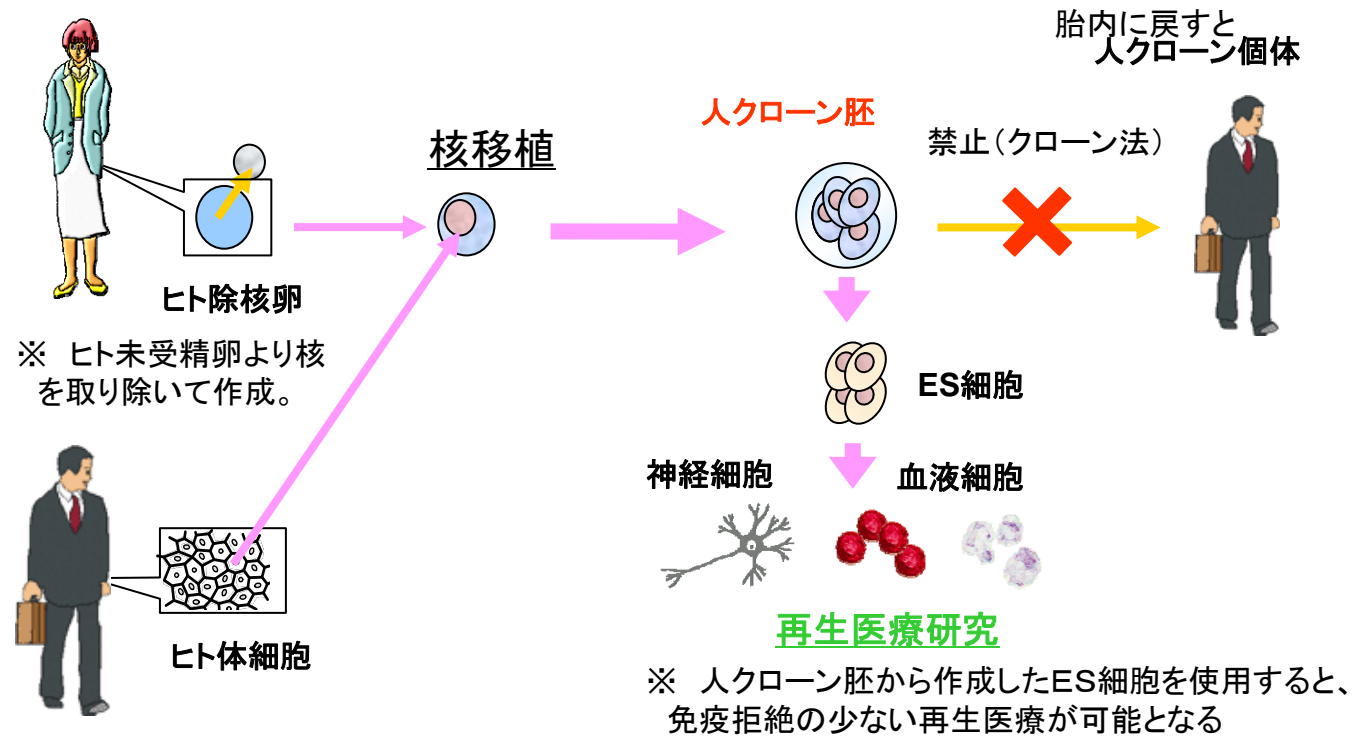 胎内に戻すと
人クローン個体
人クローン胚
禁止（クローン法）
核移植
ヒト除核卵
※　ヒト未受精卵より核
を取り除いて作成。
ES細胞
神経細胞
血液細胞
ヒト体細胞
再生医療研究
※　人クローン胚から作成したＥＳ細胞を使用すると、
免疫拒絶の少ない再生医療が可能となる